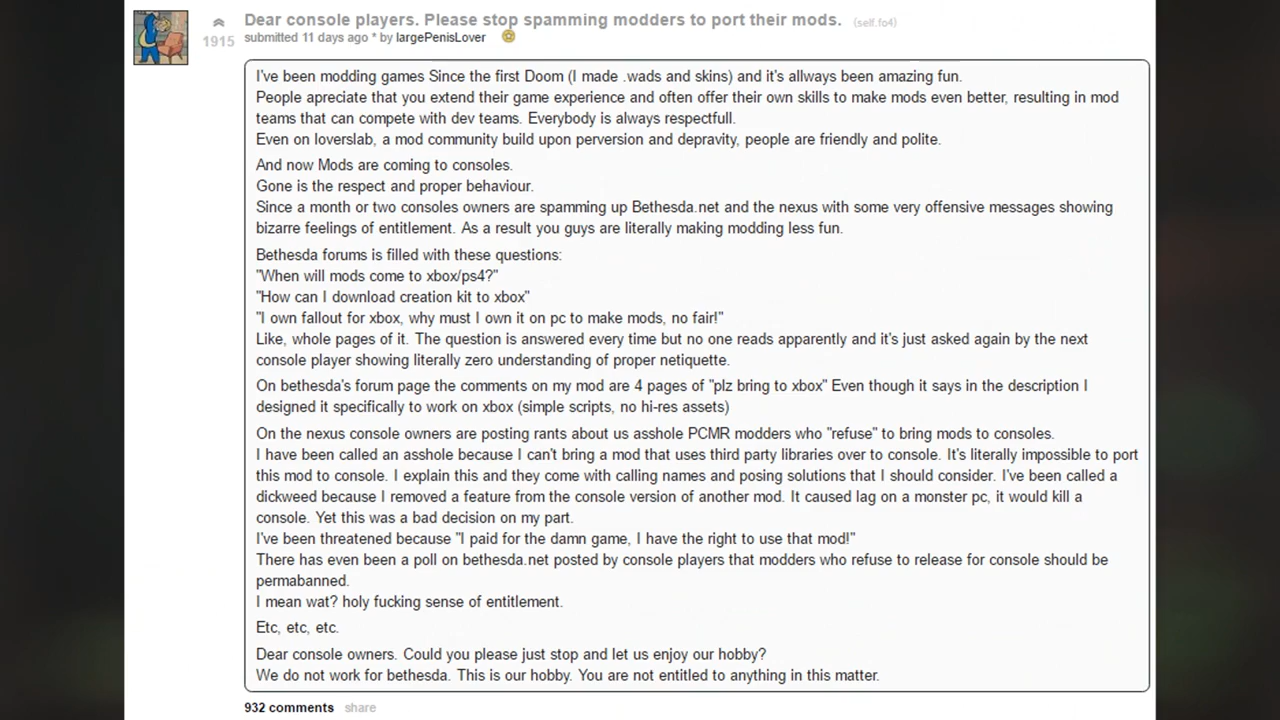 Dear console players. Please stop spamming modders to port their mods. (self.fo4)
1915
submitted 11 days ago * by largePenisLover
I've been modding games Since the first Doom (I made .wads and skins) and it's allways been amazing fun.
People apreciate that you extend their game experience and often offer their own skills to make mods even better, resulting in mod
teams that can compete with dev teams. Everybody is always respectfull.
Even on loverslab, a mod community build upon perversion and depravity, people are friendly and polite.
And now Mods are coming to consoles.
Gone is the respect and proper behaviour.
Since a month or two consoles owners are spamming up Bethesda.net and the nexus with some very offensive messages showing
bizarre feelings of entitlement. As a result you guys are literally making modding less fun.
Bethesda forums is filled with these questions:
"When will mods come to xbox/ps4?"
"How can I download creation kit to xbox"
"I own fallout for xbox, why must I own it on pc to make mods, no fair!"
Like, whole pages of it. The question is answered every time but no one reads apparently and it's just asked again by the next
console player showing literally zero understanding of proper netiquette.
On bethesda's forum page the comments on my mod are 4 pages of "plz bring to xbox" Even though it says in the description I
designed it specifically to work on xbox (simple scripts, no hi-res assets)
On the nexus console owners are posting rants about us asshole PCMR modders who "refuse" to bring mods to consoles.
I have been called an asshole because I can't bring a mod that uses third party libraries over to console. It's literally impossible to port
this mod to console. I explain this and they come with calling names and posing solutions that I should consider. I've been called a
dickweed because I removed a feature from the console version of another mod. It caused lag on a monster pc, it would kill a
console. Yet this was a bad decision on my part.
I've been threatened because "I paid for the damn game, I have the right to use that mod!"
There has even been a poll on bethesda.net posted by console players that modders who refuse to release for console should be
permabanned.
I mean wat? holy fucking sense of entitlement.
Etc, etc, etc.
Dear console owners. Could you please just stop and let us enjoy our hobby?
We do not work for bethesda. This is our hobby. You are not entitled to anything in this matter.
932 comments share